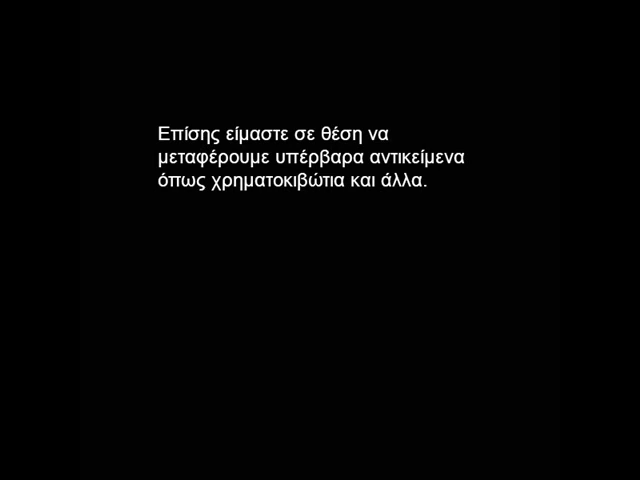 Επίσης είμαστε σε θέση να
μεταφέρουμε υπέρβαρα αντικείμενα
όπως χρηματοκιβώτια και άλλα.